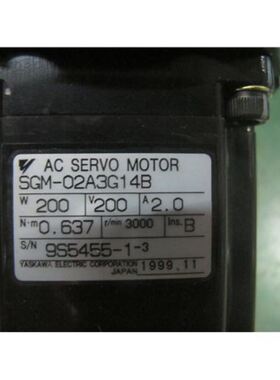 AC SERVO MOTOR
SGM-02A3G14B
W 200 V 200 A 2.0
N·m 0.637 r/min 3000 Ins. B
S/N 9S5455-1-3
YASKAWA ELECTRIC CORPORATION
JAPAN 1999.11